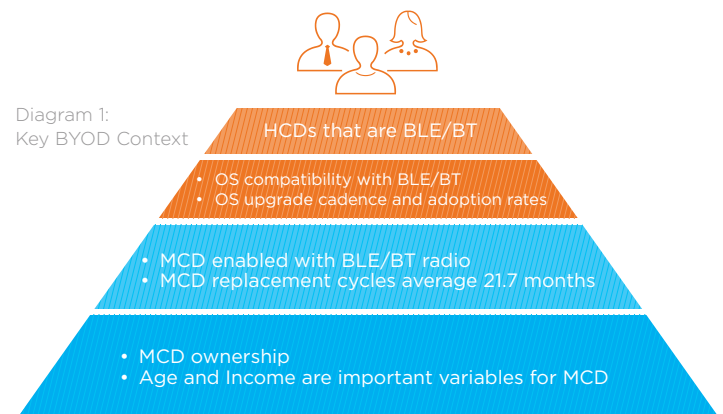 Diagram 1:
Key BYOD Context
HCDs that are BLE/BT
• OS compatibility with BLE/BT
• OS upgrade cadence and adoption rates
• MCD enabled with BLE/BT radio
• MCD replacement cycles average 21.7 months
• MCD ownership
• Age and Income are important variables for MCD